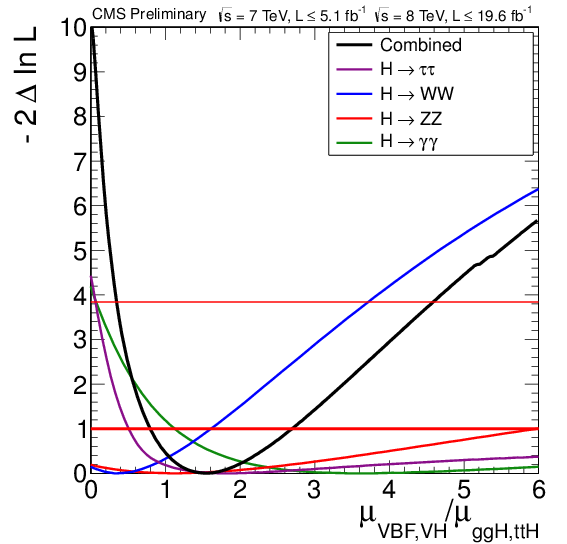 CMS Preliminary √s = 7 TeV, L ≤ 5.1 fb⁻¹ √s = 8 TeV, L ≤ 19.6 fb⁻¹
- 2 Δ ln L
10
9
8
7
6
5
4
3
2
1
0
Combined
H → ττ
H → WW
H → ZZ
H → γγ
0 1 2 3 4 5 6
μ_VBF,VH/μ_ggH,ttH